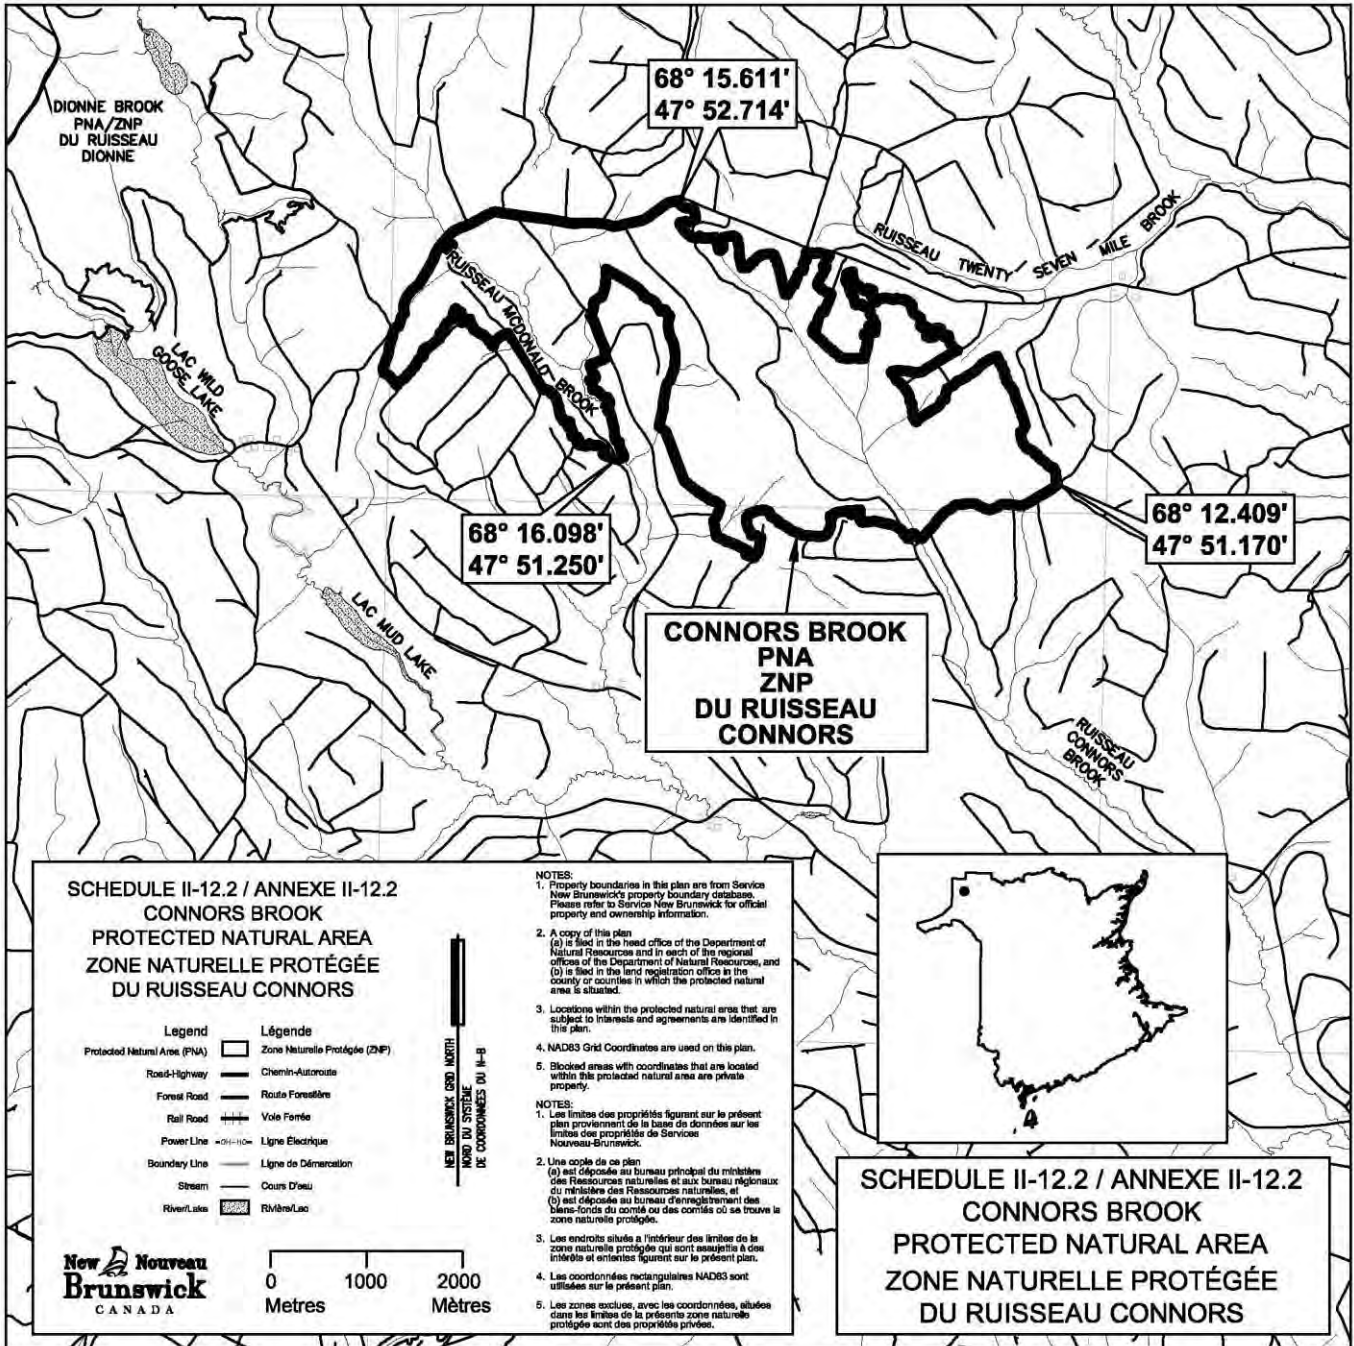 68° 15.611'
47° 52.714'
DIONNE BROOK
PNA/ZNP
DU RUISSEAU
DIONNE
RUISSEAU TWENTY SEVEN MILE BROOK
RUISSEAU MCDONALD BROOK
LAC WILD
GOOSE LAKE
68° 16.098'
47° 51.250'
68° 12.409'
47° 51.170'
LAC MUD LAKE
CONNORS BROOK
PNA
ZNP
DU RUISSEAU
CONNORS
RUISSEAU
CONNORS
BROOK
SCHEDULE II-12.2 / ANNEXE II-12.2
CONNORS BROOK
PROTECTED NATURAL AREA
ZONE NATURELLE PROTÉGÉE
DU RUISSEAU CONNORS
Legend Légende
Protected Natural Area (PNA) Zone Naturelle Protégée (ZNP)
Road-Highway Chemin-Autoroute
Forest Road Route Forestière
Rail Road Voie Ferrée
Power Line -OH-HO- Ligne Électrique
Boundary Line Ligne de Démarcation
Stream Cours D'eau
River/Lake Rivière/Lac
NEW BRUNSWICK GRID NORTH
NORD DU SYSTÈME
DE COORDONNÉES DU N-B
New Nouveau
Brunswick
CANADA
0 1000 2000
Metres Mètres
NOTES:
1. Property boundaries in this plan are from Service
New Brunswick's property boundary database.
Please refer to Service New Brunswick for official
property and ownership information.
2. A copy of this plan
(a) is filed in the head office of the Department of
Natural Resources and in each of the regional
offices of the Department of Natural Resources, and
(b) is filed in the land registration office in the
county or counties in which the protected natural
area is situated.
3. Locations within the protected natural area that are
subject to interests and agreements are identified in
this plan.
4. NAD83 Grid Coordinates are used on this plan.
5. Blocked areas with coordinates that are located
within this protected natural area are private
property.
NOTES:
1. Les limites des propriétés figurant sur le présent
plan proviennent de la base de données sur les
limites des propriétés de Services
Nouveau-Brunswick.
2. Une copie de ce plan
(a) est déposée au bureau principal du ministère
des Ressources naturelles et aux bureau régionaux
du ministère des Ressources naturelles, et
(b) est déposée au bureau d'enregistrement des
biens-fonds du comté ou des comtés où se trouve la
zone naturelle protégée.
3. Les endroits situés a l'intérieur des limites de la
zone naturelle protégée qui sont assujettis à des
intérêts et ententes figurent sur le présent plan.
4. Les coordonnées rectangulaires NAD83 sont
utilisées sur le présent plan.
5. Les zones exclues, avec les coordonnées, situées
dans les limites de la présente zone naturelle
protégée sont des propriétés privées.
SCHEDULE II-12.2 / ANNEXE II-12.2
CONNORS BROOK
PROTECTED NATURAL AREA
ZONE NATURELLE PROTÉGÉE
DU RUISSEAU CONNORS